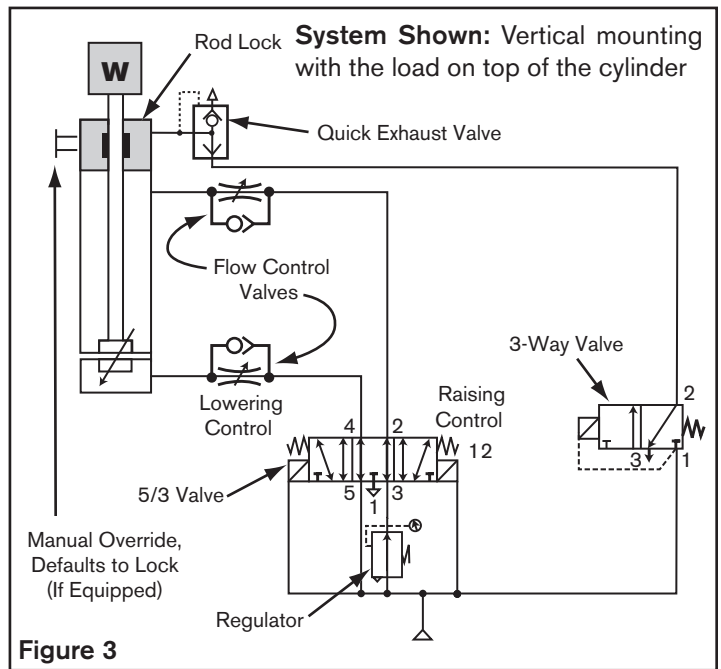 System Shown: Vertical mounting
with the load on top of the cylinder
Rod Lock
W
Quick Exhaust Valve
Flow Control
Valves
3-Way Valve
2
3
1
Lowering
Control
Raising
Control
4
2
12
5
1
3
5/3 Valve
Manual Override,
Defaults to Lock
(If Equipped)
Regulator
Figure 3